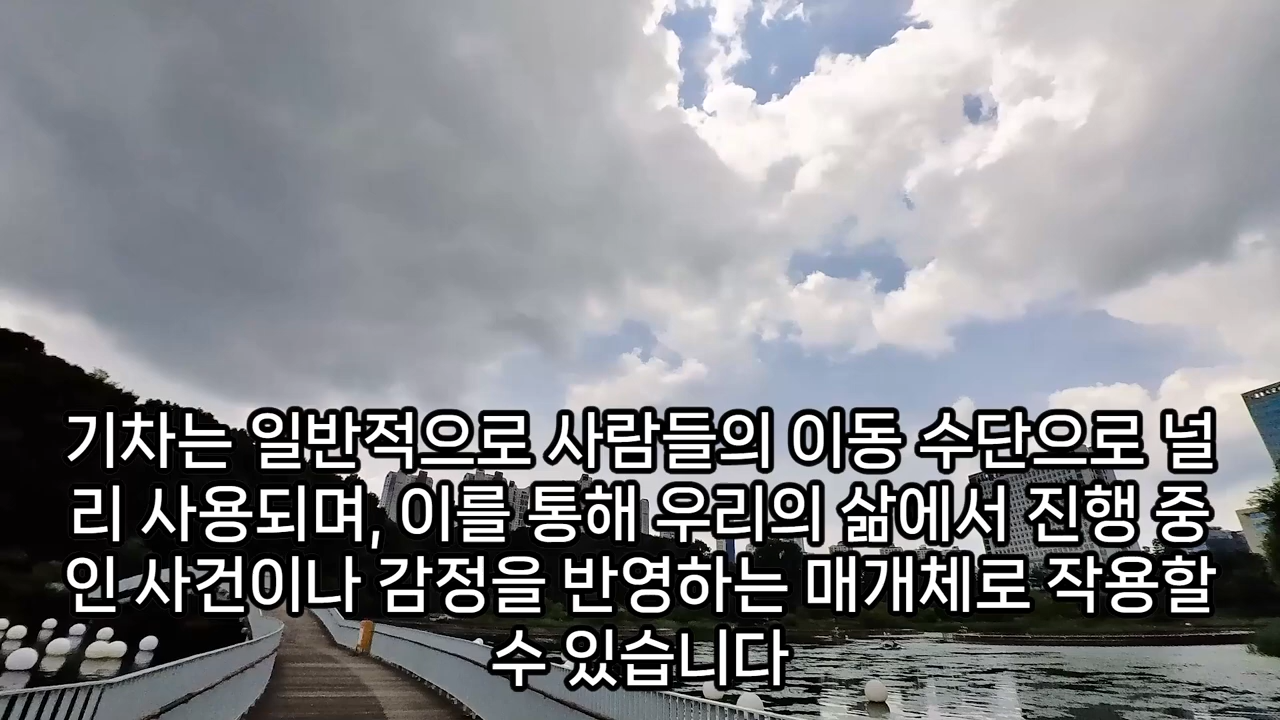 기차는 일반적으로 사람들의 이동 수단으로 널
리 사용되며, 이를 통해 우리의 삶에서 진행 중
인 사건이나 감정을 반영하는 매개체로 작용할
수 있습니다